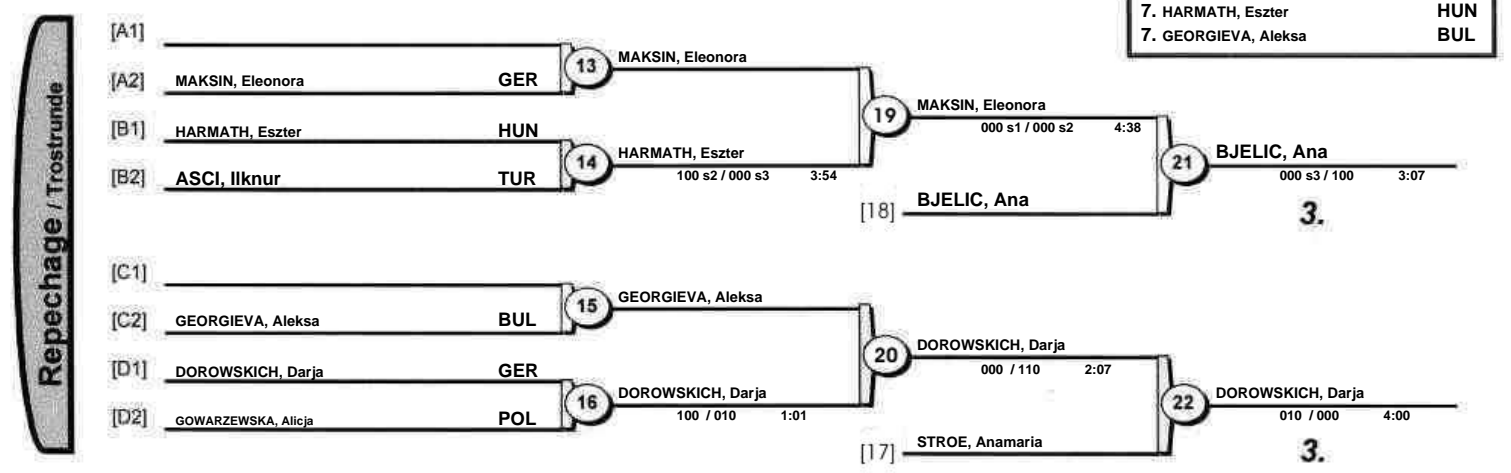 7. HARMATH, Eszter HUN
7. GEORGIEVA, Aleksa BUL
Repechage / Trostrunde
[A1]
13 MAKSIN, Eleonora
[A2] MAKSIN, Eleonora GER
19 MAKSIN, Eleonora
000 s1 / 000 s2 4:38
[B1] HARMATH, Eszter HUN
14 HARMATH, Eszter
100 s2 / 000 s3 3:54
[B2] ASCI, Ilknur TUR
21 BJELIC, Ana
000 s3 / 100 3:07
[18] BJELIC, Ana
3.
[C1]
15 GEORGIEVA, Aleksa
[C2] GEORGIEVA, Aleksa BUL
20 DOROWSKICH, Darja
000 / 110 2:07
[D1] DOROWSKICH, Darja GER
16 DOROWSKICH, Darja
100 / 010 1:01
[D2] GOWARZEWSKA, Alicja POL
22 DOROWSKICH, Darja
010 / 000 4:00
[17] STROE, Anamaria
3.